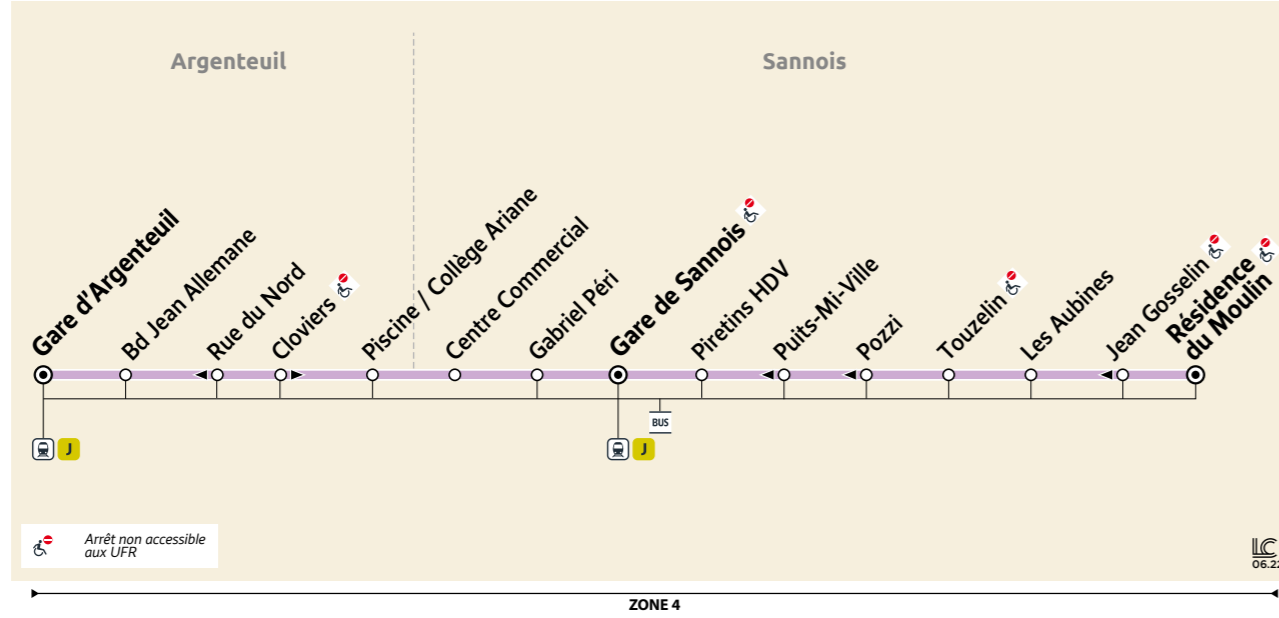 Argenteuil
Sannois
Gare d'Argenteuil
Bd Jean Allemane
Rue du Nord
Cloviers
Piscine / Collège Ariane
Centre Commercial
Gabriel Péri
Gare de Sannois
Piretins HDV
Puits-Mi-Ville
Pozzi
Touzelin
Les Aubines
Jean Gosselin
Résidence
du Moulin
BUS
J
J
Arrêt non accessible
aux UFR
LC
06.22
ZONE 4